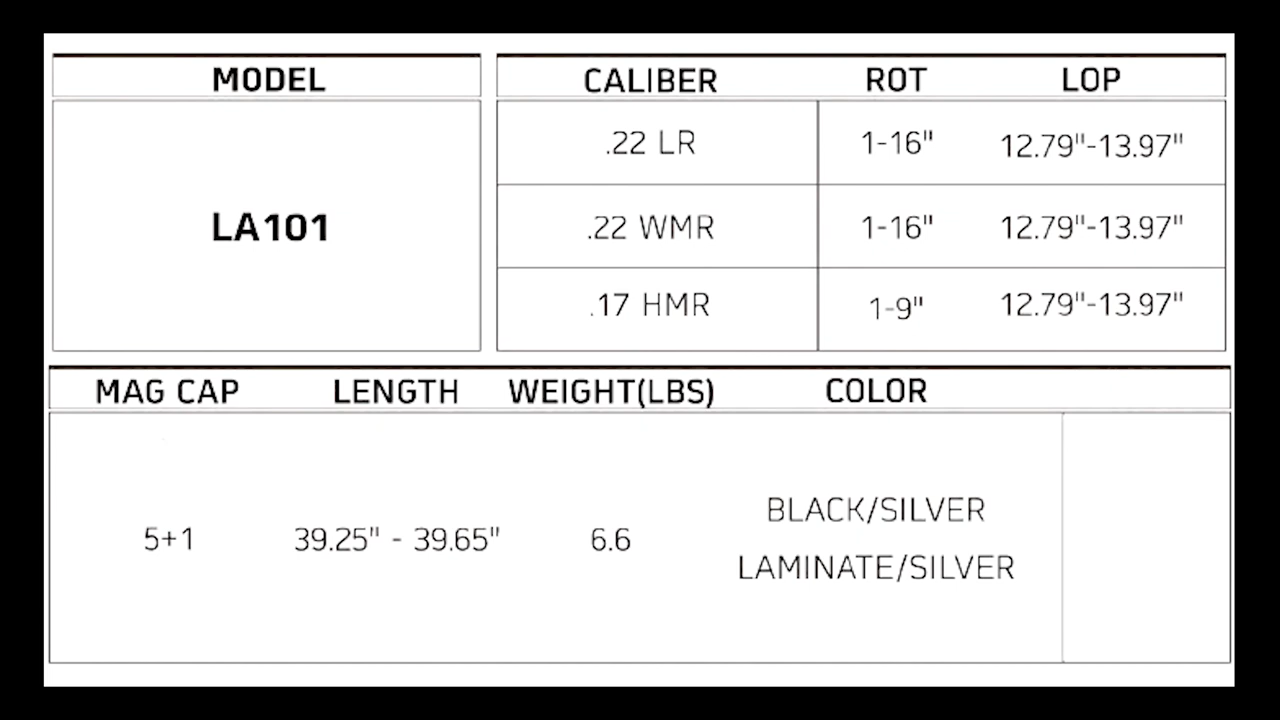 MODEL CALIBER ROT LOP
.22 LR 1-16" 12.79"-13.97"
LA101 .22 WMR 1-16" 12.79"-13.97"
.17 HMR 1-9" 12.79"-13.97"
MAG CAP LENGTH WEIGHT(LBS) COLOR
BLACK/SILVER
5+1 39.25" - 39.65" 6.6
LAMINATE/SILVER